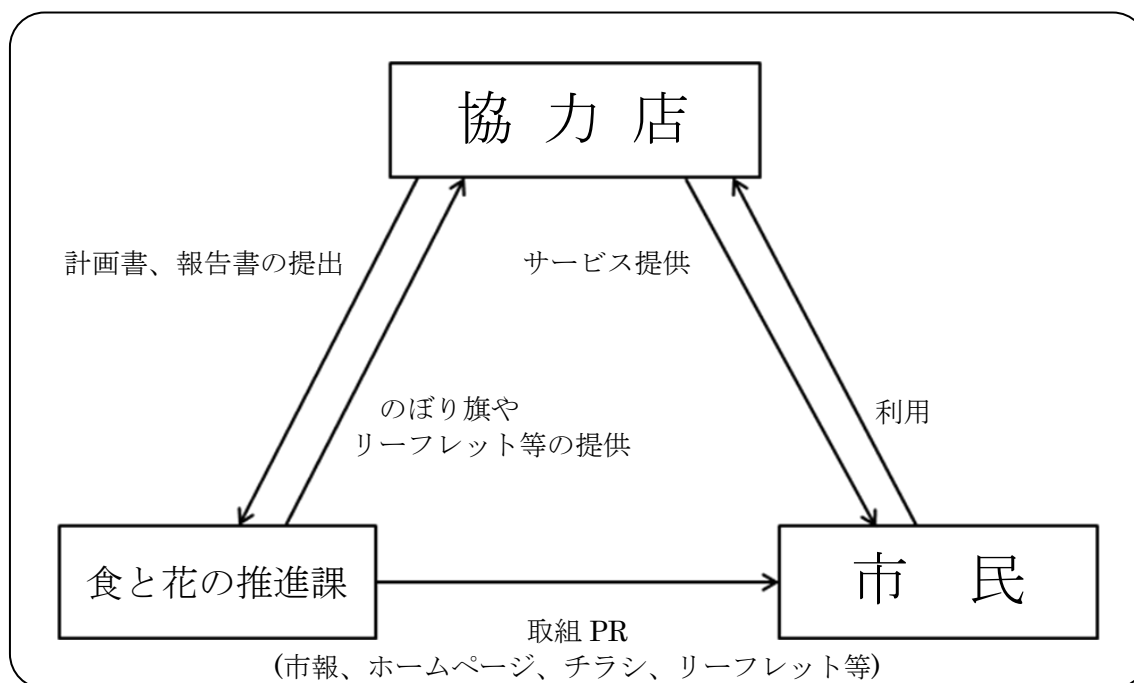 協 力 店
計画書、報告書の提出
サービス提供
のぼり旗や
リーフレット等の提供
利用
食と花の推進課
市 民
取組 PR
(市報、ホームページ、チラシ、リーフレット等)